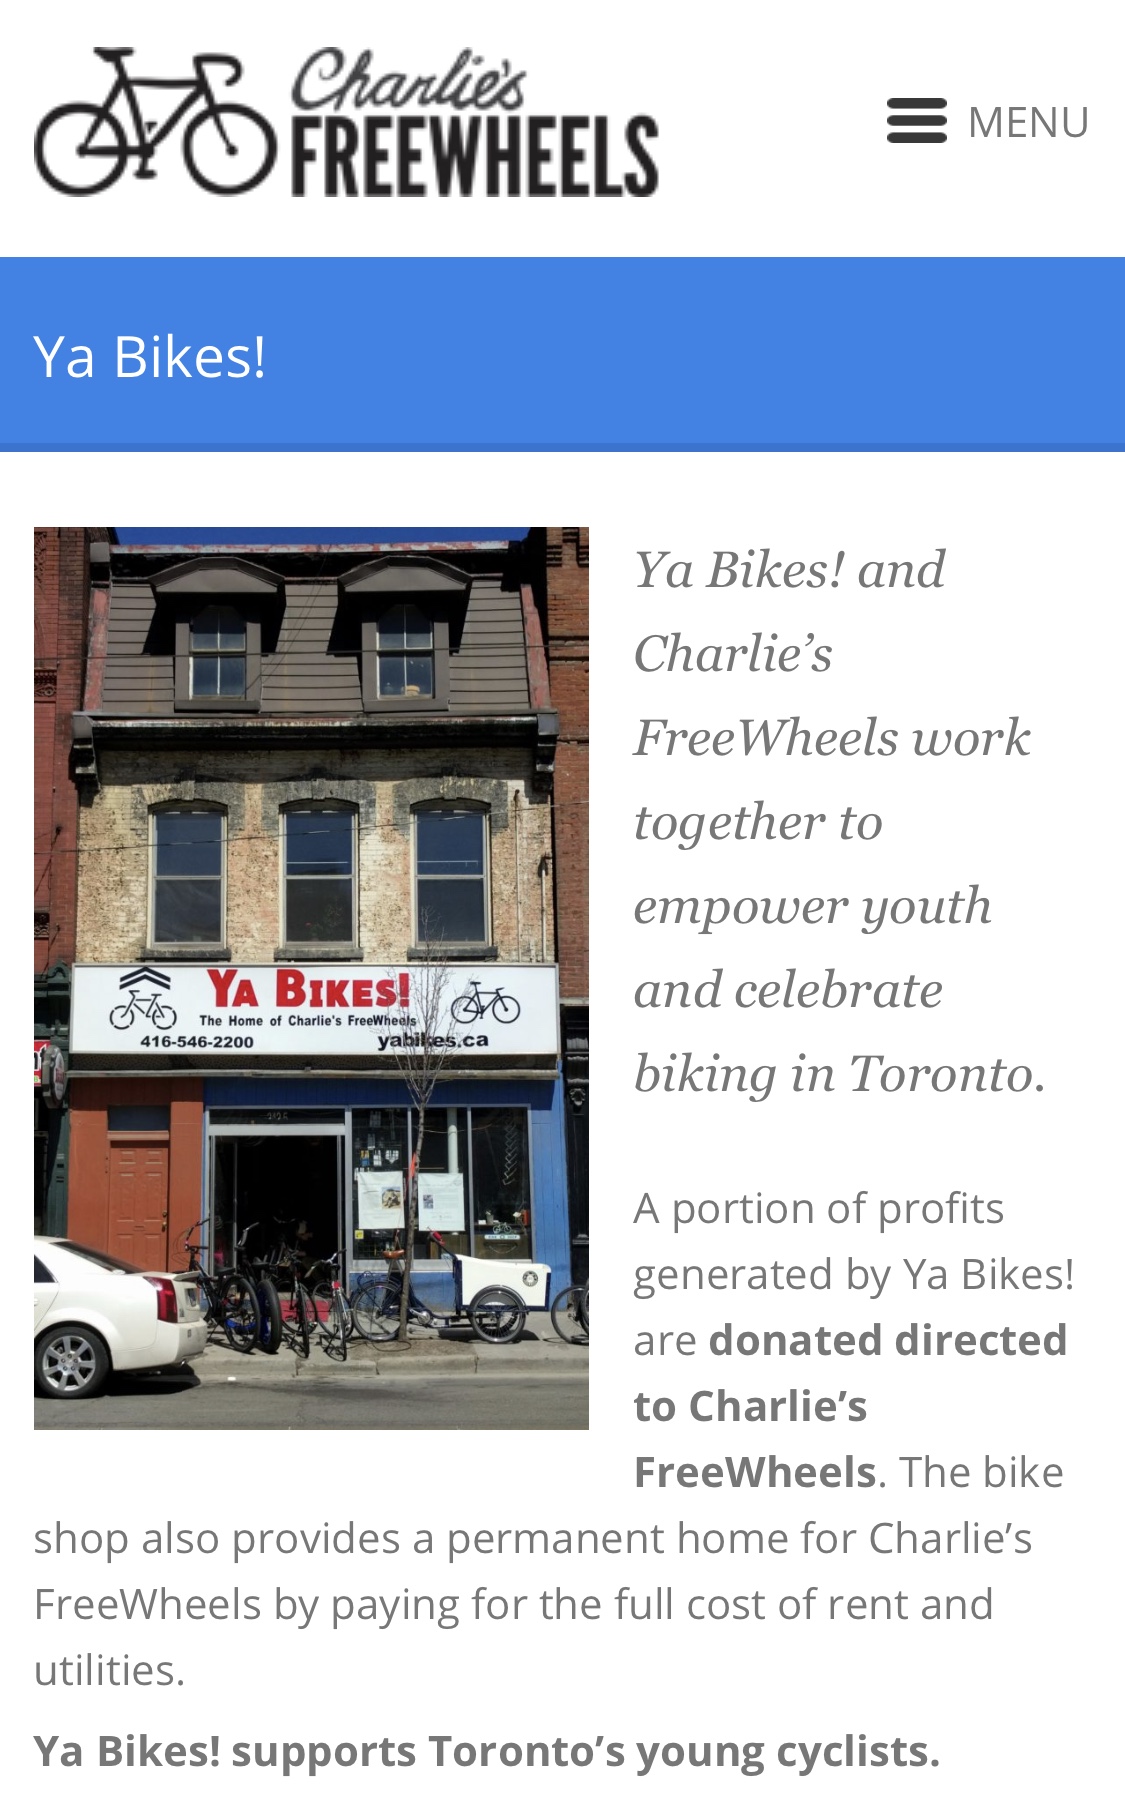 Charlie's
FREEWHEELS
MENU
Ya Bikes!
YA BIKES!
The Home of Charlie's FreeWheels
416-546-2200
yabikes.ca
Ya Bikes! and
Charlie’s
FreeWheels work
together to
empower youth
and celebrate
biking in Toronto.
A portion of profits
generated by Ya Bikes!
are donated directed
to Charlie’s
FreeWheels. The bike
shop also provides a permanent home for Charlie’s
FreeWheels by paying for the full cost of rent and
utilities.
Ya Bikes! supports Toronto’s young cyclists.